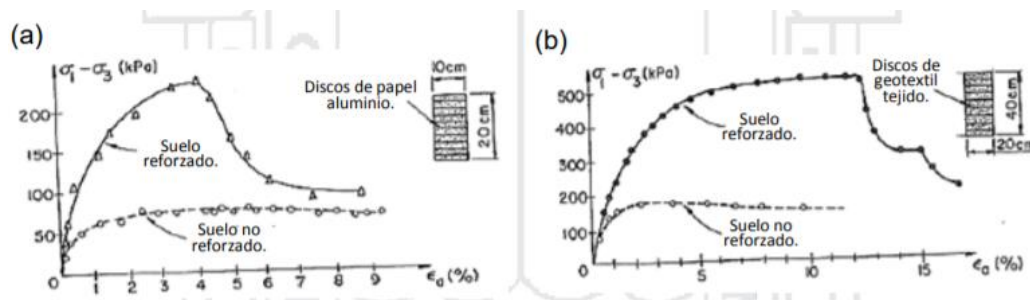 (a)
σ₁ - σ₃ (kPa)
200
150
100
50
Suelo
reforzado.
Suelo no
reforzado.
1 2 3 4 5 6 7 8 9 ϵₐ (%)
Discos de papel
aluminio.
10cm
20cm
(b)
σ₁ - σ₃ (kPa)
500
400
300
200
100
Suelo
reforzado.
Suelo no
reforzado.
0 5 10 15 ϵₐ (%)
Discos de
geotextil
tejido.
40cm
20cm